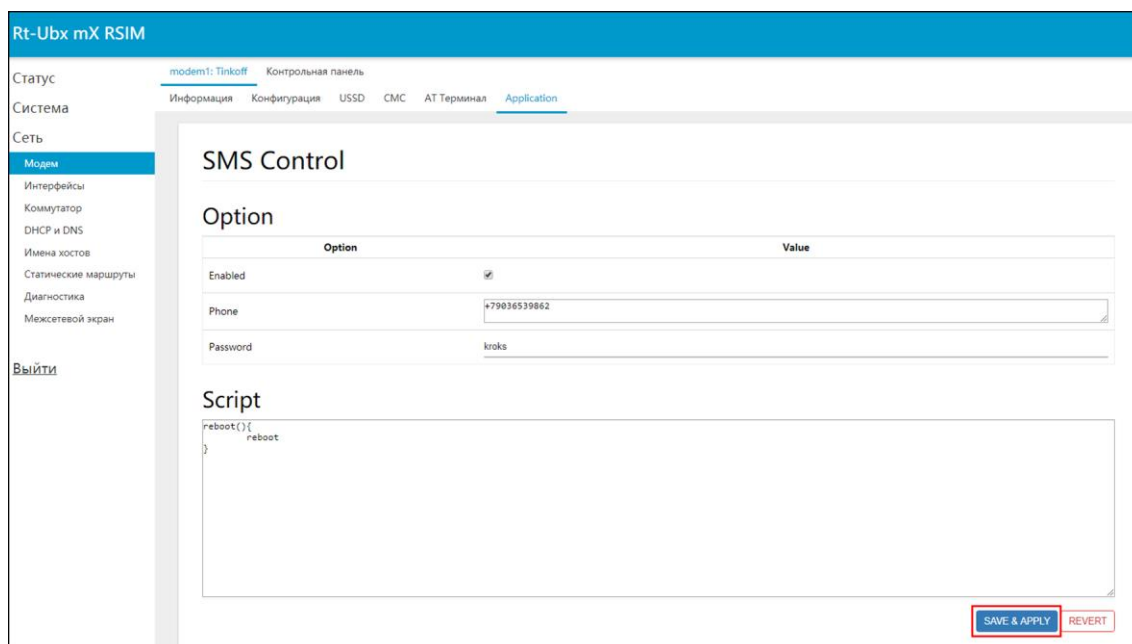 Rt-Ubx mX RSIM
Статус
Система
Сеть
Модем
Интерфейсы
Коммутатор
DHCP и DNS
Имена хостов
Статические маршруты
Диагностика
Межсетевой экран
Выйти
modem1: Tinkoff Контрольная панель
Информация Конфигурация USSD СМС АТ Терминал Application
SMS Control
Option
Option Value
Enabled
Phone +79036539862
Password kroks
Script
reboot(){
reboot
}
SAVE & APPLY REVERT